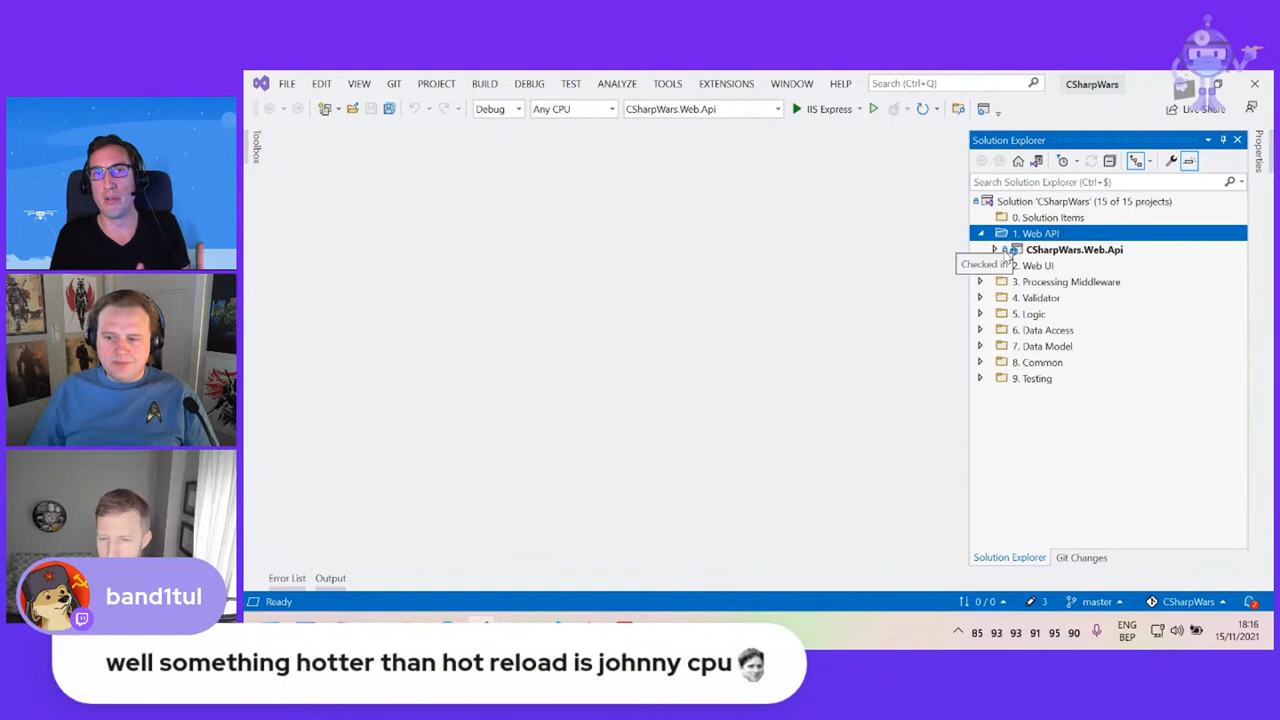 FILE EDIT VIEW GIT PROJECT BUILD DEBUG TEST ANALYZE TOOLS EXTENSIONS WINDOW HELP Search (Ctrl+Q) CSharpWars
Debug Any CPU CSharpWars.Web.Api IIS Express Live Share
Toolbox
Solution Explorer
Properties
Search Solution Explorer (Ctrl+$)
Solution 'CSharpWars' (15 of 15 projects)
0. Solution Items
1. Web API
CSharpWars.Web.Api
Checked in
2. Web UI
3. Processing Middleware
4. Validator
5. Logic
6. Data Access
7. Data Model
8. Common
9. Testing
Solution Explorer Git Changes
Error List Output
Ready 0 / 0 3 master CSharpWars 2
85 93 93 91 95 90 ENG 18:16
BEP 15/11/2021
band1tul
well something hotter than hot reload is johnny cpu